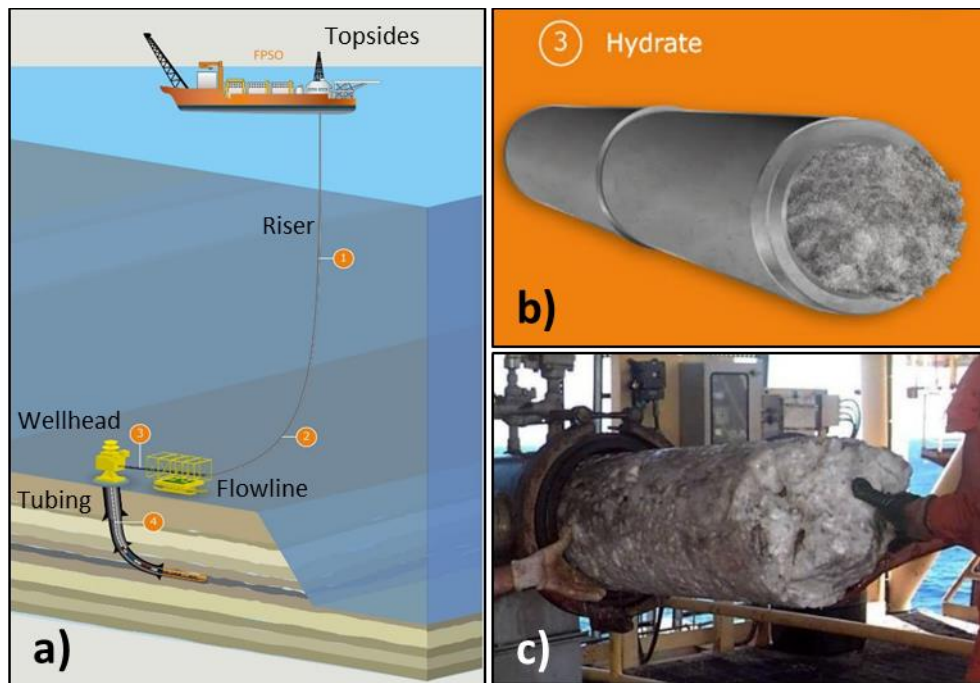 Topsides
FPSO
Riser
1
Wellhead
3
2
Tubing
Flowline
4
a)
3 Hydrate
b)
c)